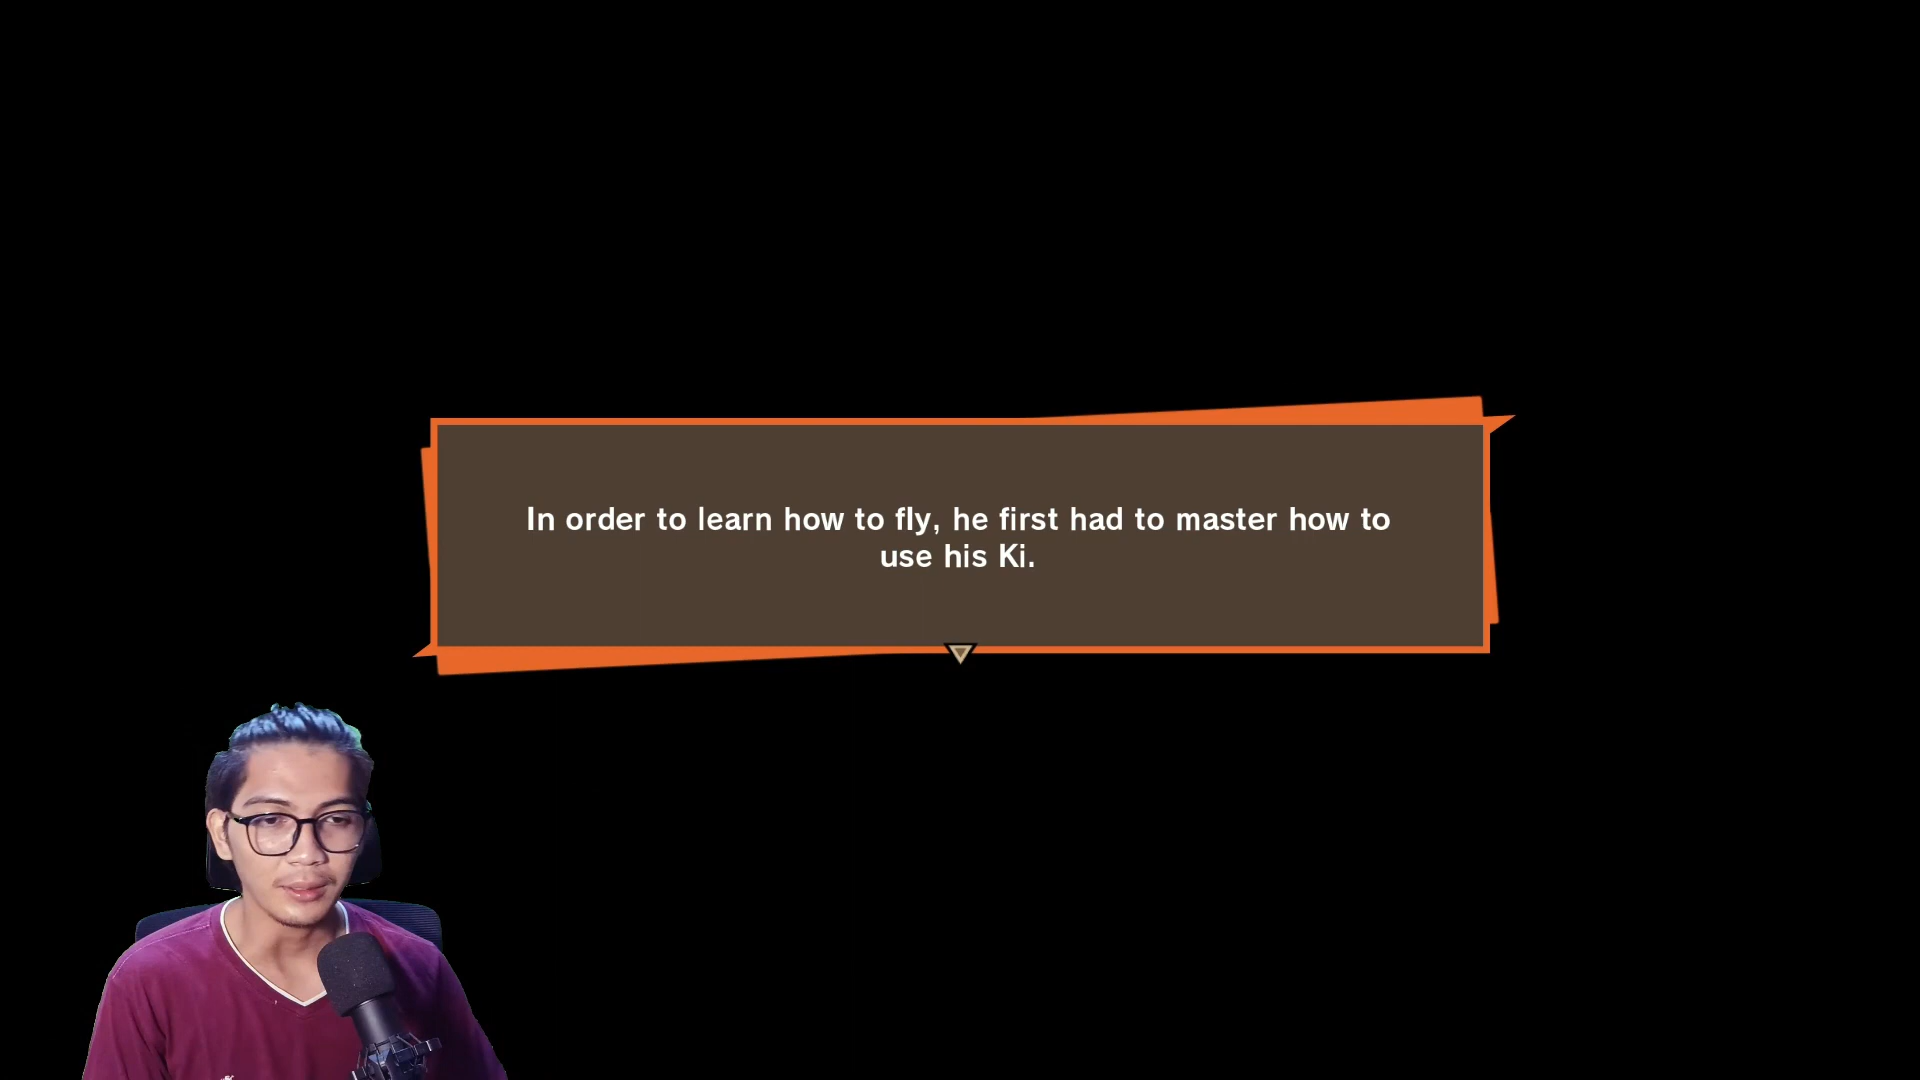 In order to learn how to fly, he first had to master how to
use his Ki.